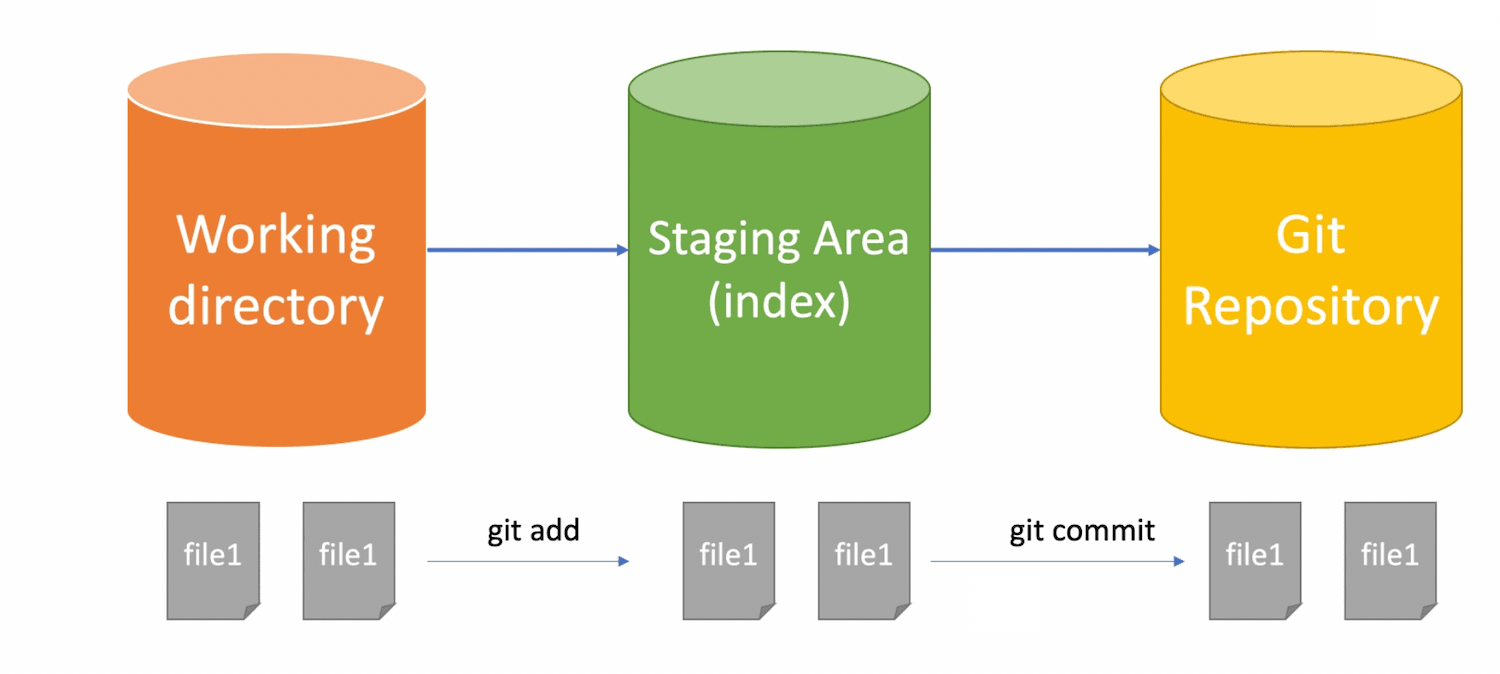 Working
directory
Staging Area
(index)
Git
Repository
file1
file1
git add
file1
file1
git commit
file1
file1